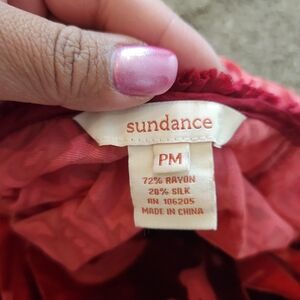 sundance
PM
72% RAYON
28% SILK
RN 106205
MADE IN CHINA